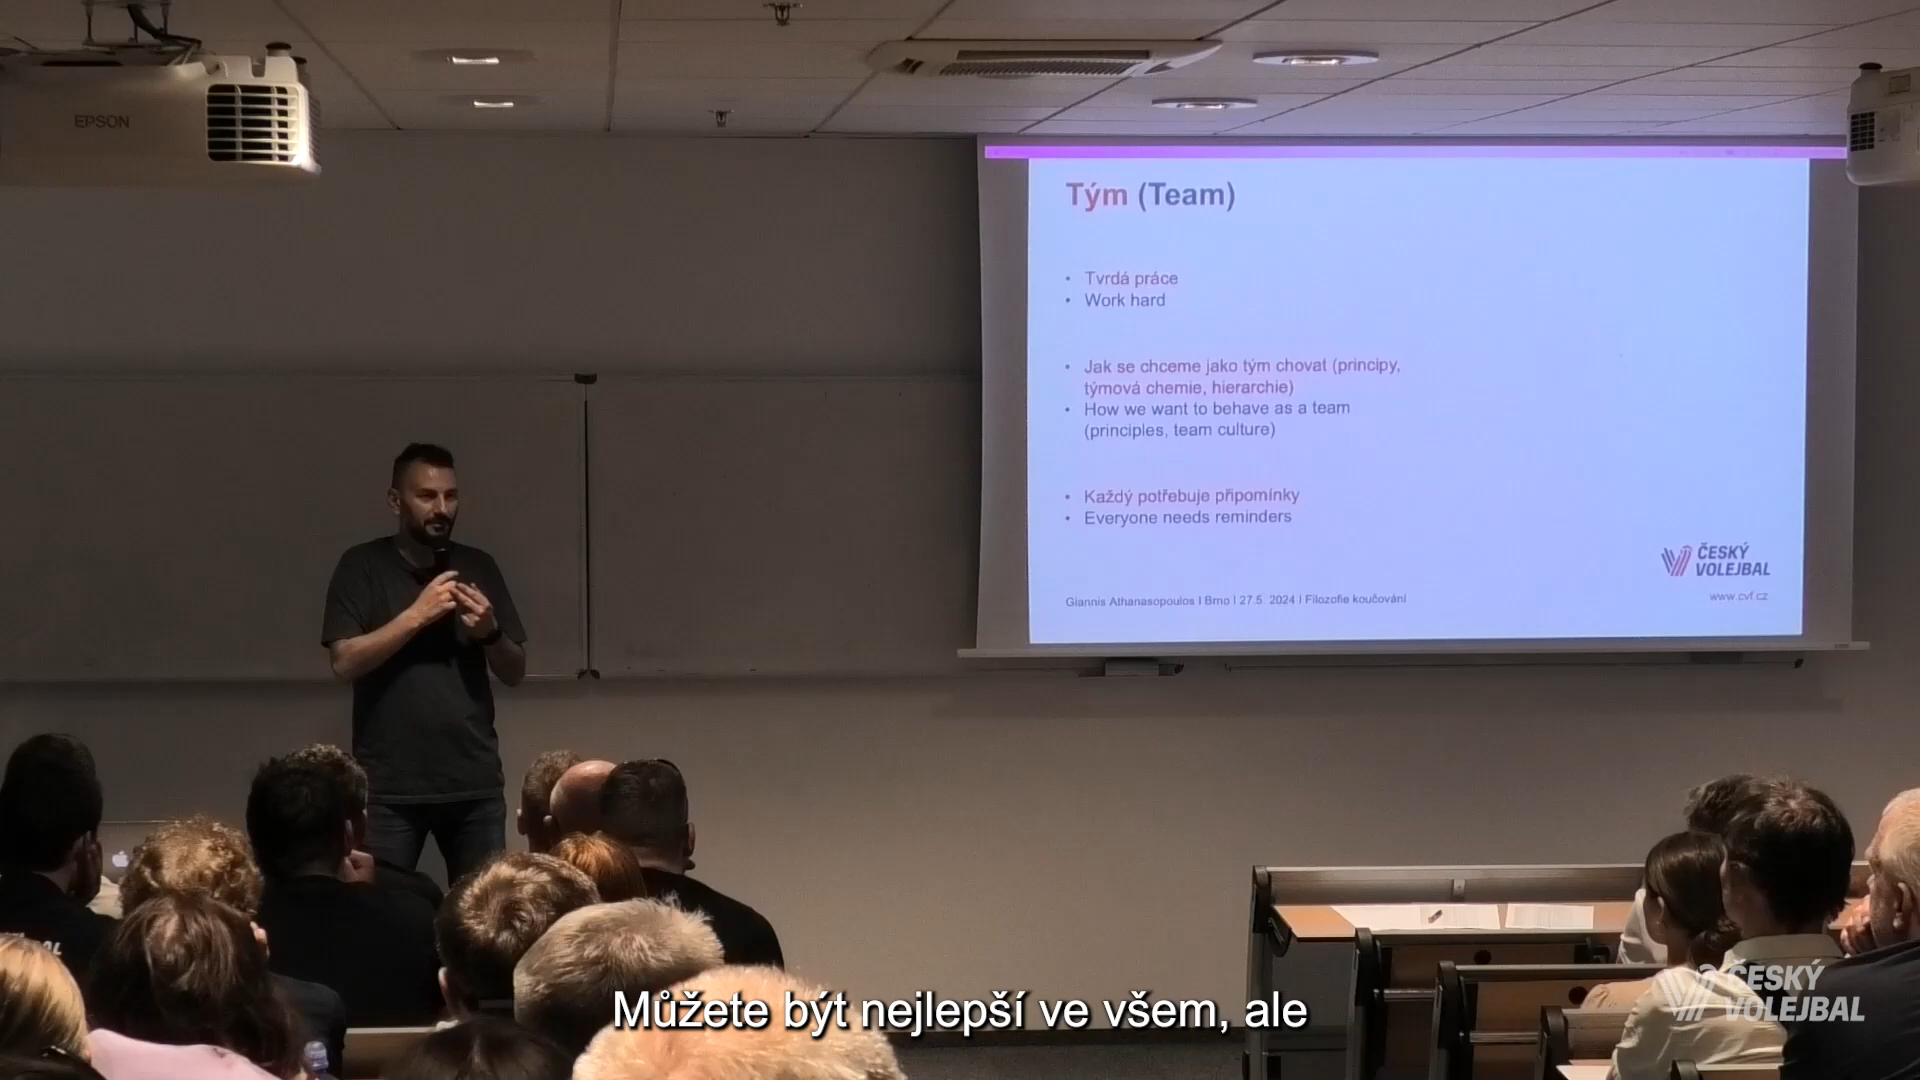 EPSON
Tým (Team)
• Tvrdá práce
• Work hard
• Jak se chceme jako tým chovat (principy,
týmová chemie, hierarchie)
• How we want to behave as a team
(principles, team culture)
• Každý potřebuje připomínky
• Everyone needs reminders
ČESKÝ
VOLEJBAL
Giannis Athanasopoulos I Brno I 27.5. 2024 I Filozofie koučování
www.cvf.cz
Můžete být nejlepší ve všem, ale
ČESKÝ
VOLEJBAL